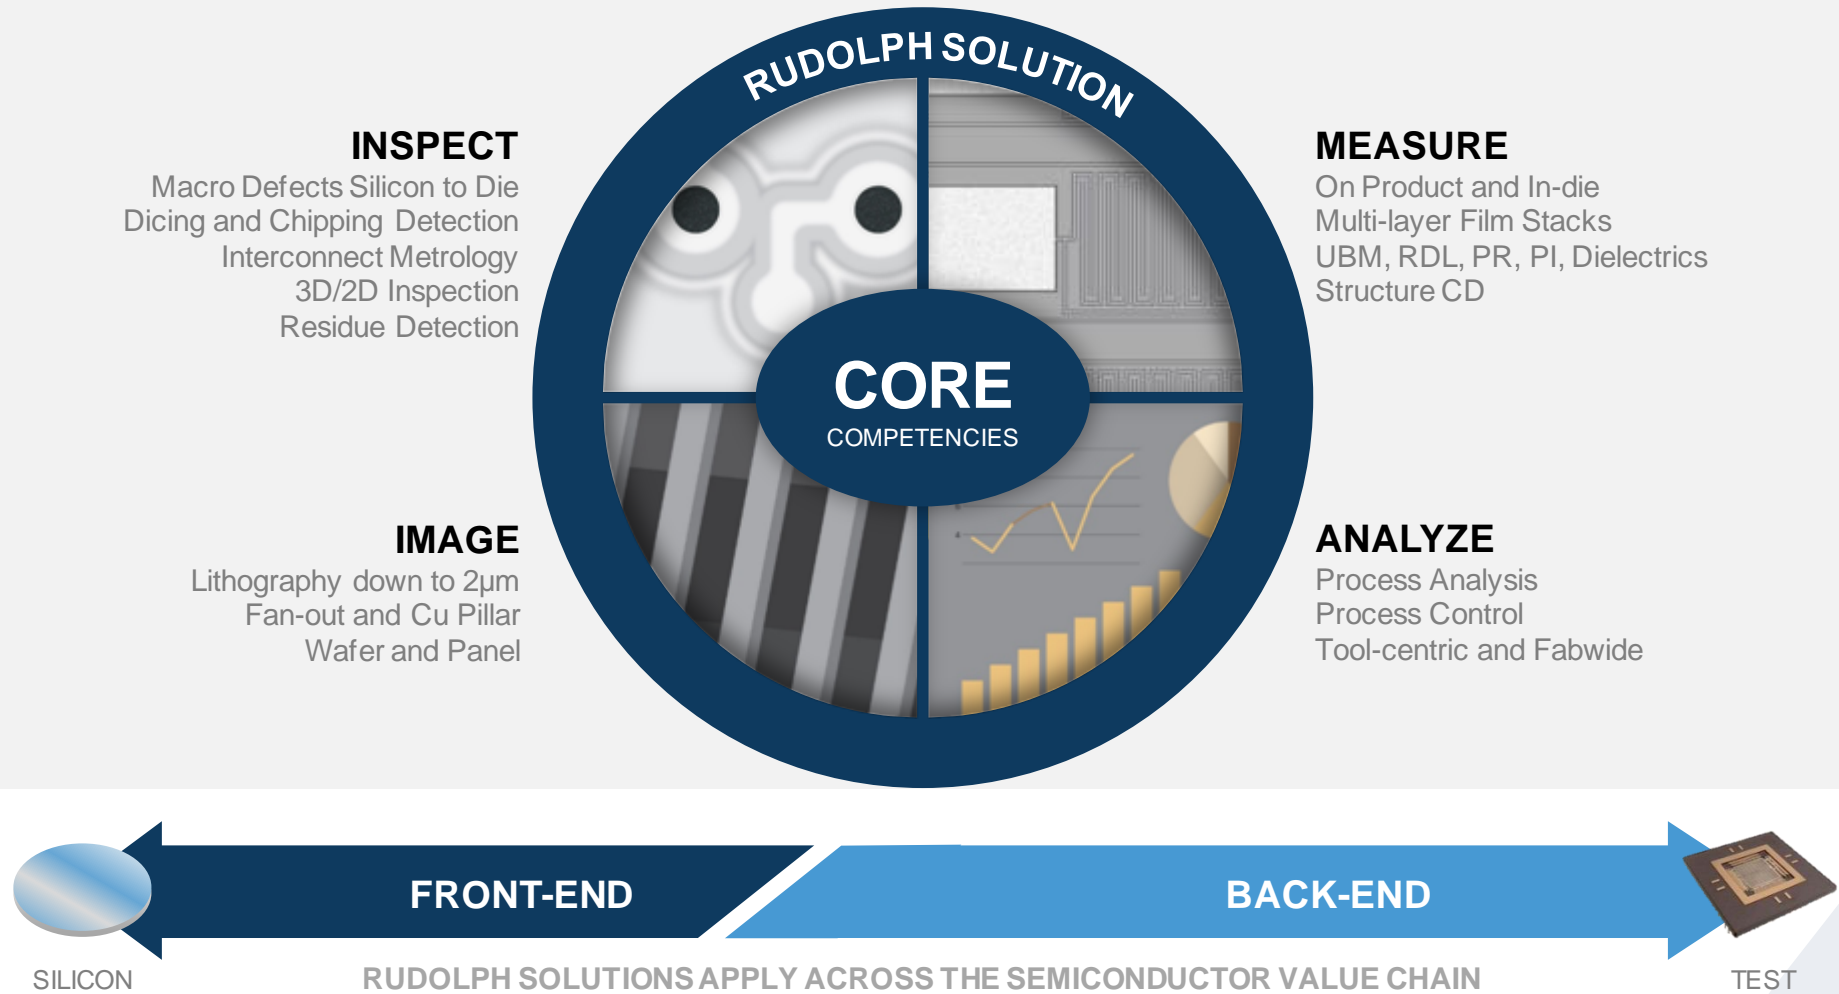 RUDOLPH SOLUTION
INSPECT
Macro Defects Silicon to Die
Dicing and Chipping Detection
Interconnect Metrology
3D/2D Inspection
Residue Detection
MEASURE
On Product and In-die
Multi-layer Film Stacks
UBM, RDL, PR, PI, Dielectrics
Structure CD
CORE
COMPETENCIES
IMAGE
Lithography down to 2µm
Fan-out and Cu Pillar
Wafer and Panel
ANALYZE
Process Analysis
Process Control
Tool-centric and Fabwide
4
FRONT-END
BACK-END
SILICON
RUDOLPH SOLUTIONS APPLY ACROSS THE SEMICONDUCTOR VALUE CHAIN
TEST